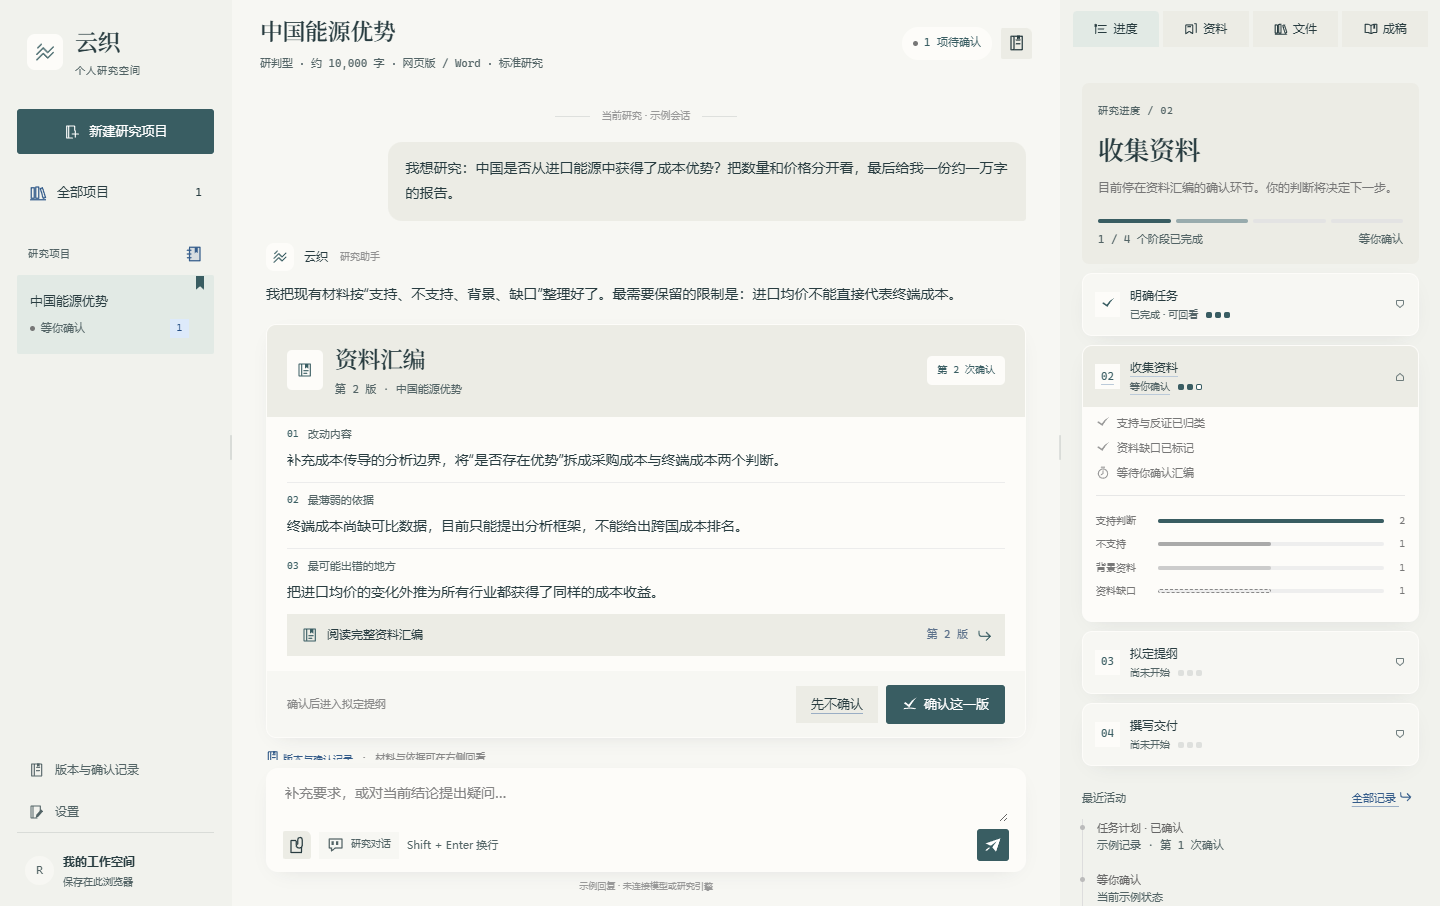 云织
个人研究空间
新建研究项目
全部项目 1
研究项目
中国能源优势
等你确认 1
版本与确认记录
设置
R
我的工作空间
保存在此浏览器
中国能源优势
研判型 · 约 10,000 字 · 网页版 / Word · 标准研究
1 项待确认
当前研究 · 示例会话
我想研究：中国是否从进口能源中获得了成本优势？把数量和价格分开看，最后给我一份约一万字
的报告。
云织 研究助手
我把现有材料按“支持、不支持、背景、缺口”整理好了。最需要保留的限制是：进口均价不能直接代表终端成本。
资料汇编
第 2 版 · 中国能源优势
第 2 次确认
01 改动内容
补充成本传导的分析边界，将“是否存在优势”拆成采购成本与终端成本两个判断。
02 最薄弱的依据
终端成本尚缺可比数据，目前只能提出分析框架，不能给出跨国成本排名。
03 最可能出错的地方
把进口均价的变化外推为所有行业都获得了同样的成本收益。
阅读完整资料汇编 第 2 版
确认后进入拟定提纲
先不确认
确认这一版
版本与确认记录 · 材料与依据可在右侧回看
补充要求，或对当前结论提出疑问...
研究对话 Shift + Enter 换行
示例回复 · 未连接模型或研究引擎
进度
资料
文件
成稿
研究进度 / 02
收集资料
目前停在资料汇编的确认环节。你的判断将决定下一步。
1 / 4 个阶段已完成 等你确认
明确任务
已完成 · 可回看
02 收集资料
等你确认
支持与反证已归类
资料缺口已标记
等待你确认汇编
支持判断 2
不支持 1
背景资料 1
资料缺口 1
03 拟定提纲
尚未开始
04 撰写交付
尚未开始
最近活动 全部记录
任务计划 · 已确认
示例记录 · 第 1 次确认
等你确认
当前示例状态